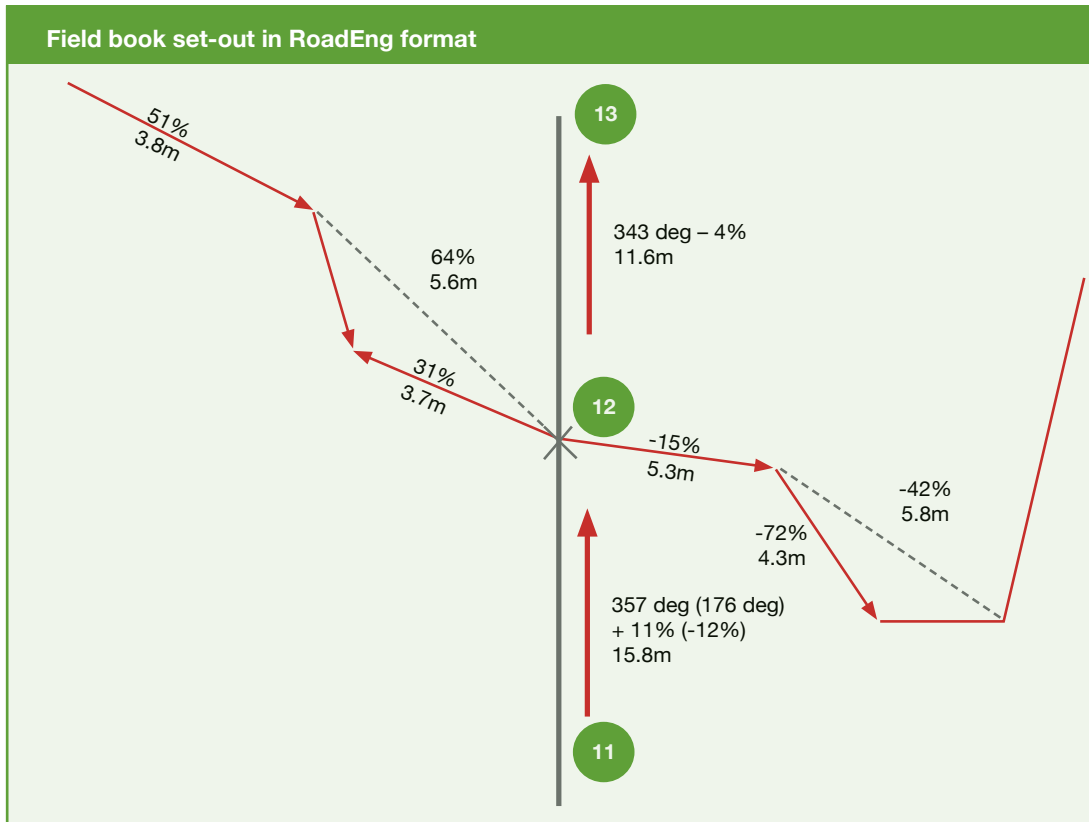 Field book set-out in RoadEng format
51%
3.8m
13
343 deg – 4%
11.6m
64%
5.6m
31%
3.7m
12
-15%
5.3m
-42%
5.8m
-72%
4.3m
357 deg (176 deg)
+ 11% (-12%)
15.8m
11